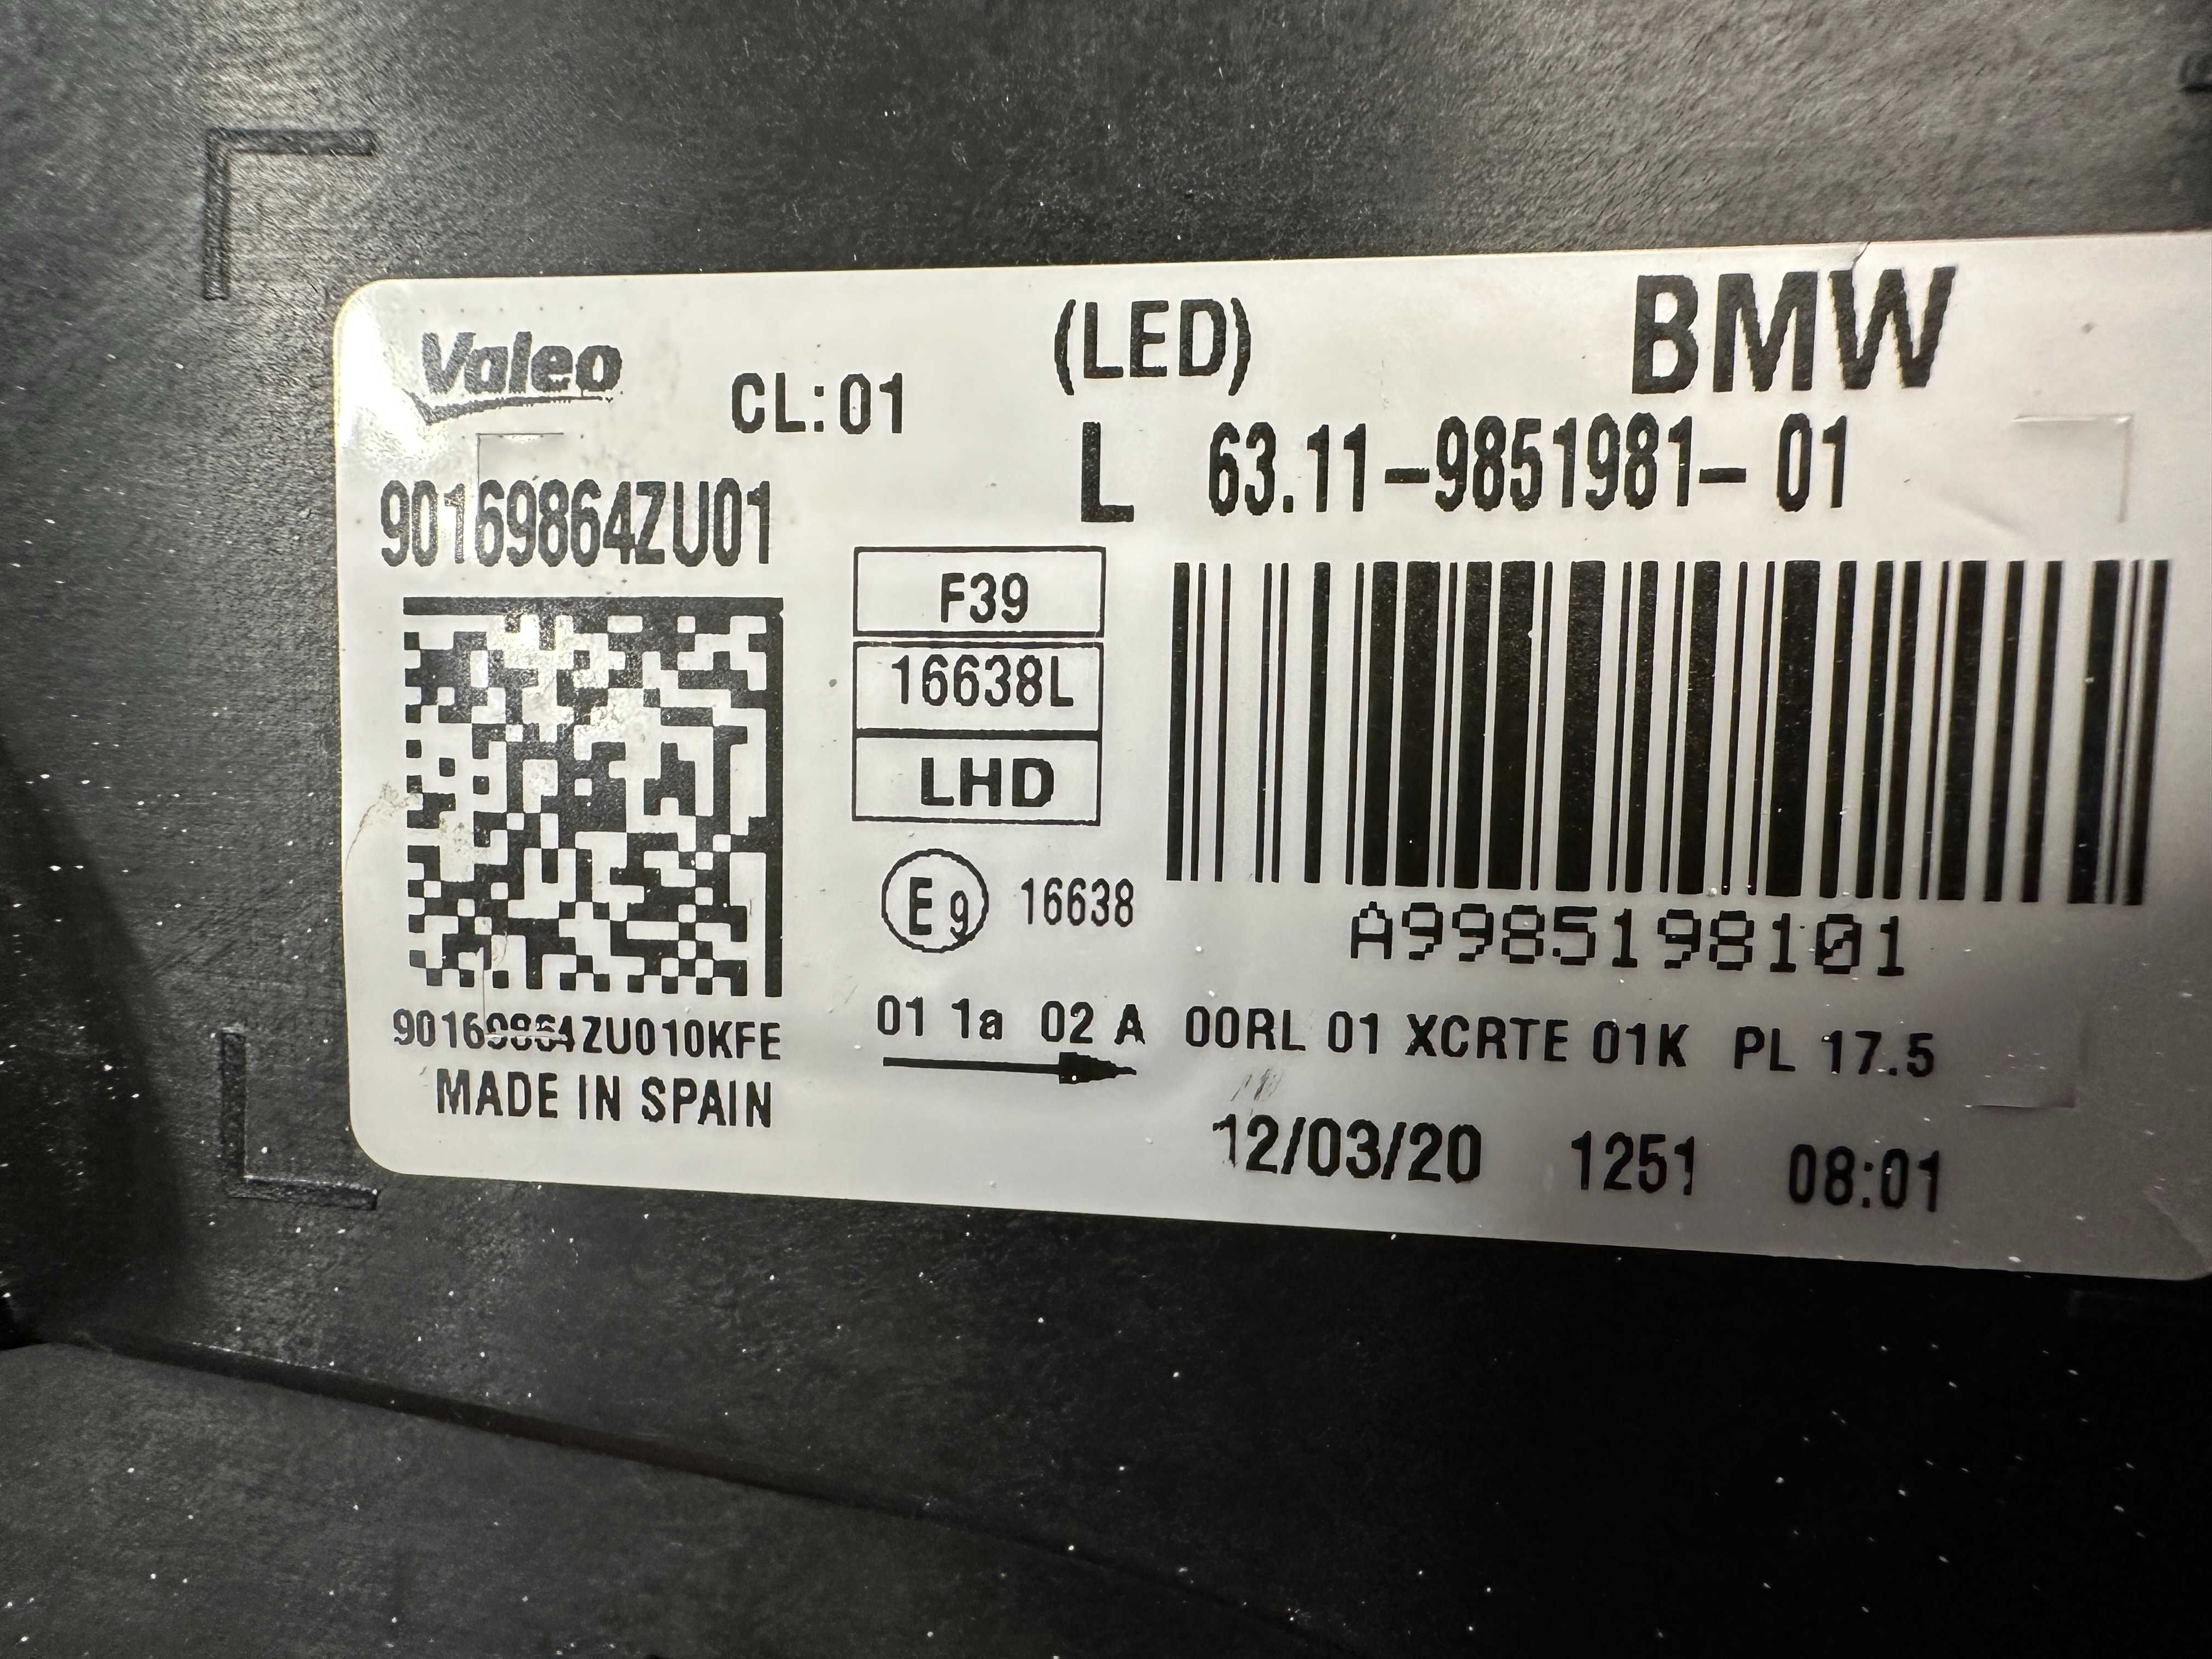 Valeo
CL:01
(LED)
BMW
L 63.11-9851981-01
90169864ZU01
F39
16638L
LHD
E9 16638
A9985198101
90169864ZU010KFE
MADE IN SPAIN
01 1a 02 A 00RL 01 XCRTE 01K PL 17.5
12/03/20 1251 08:01